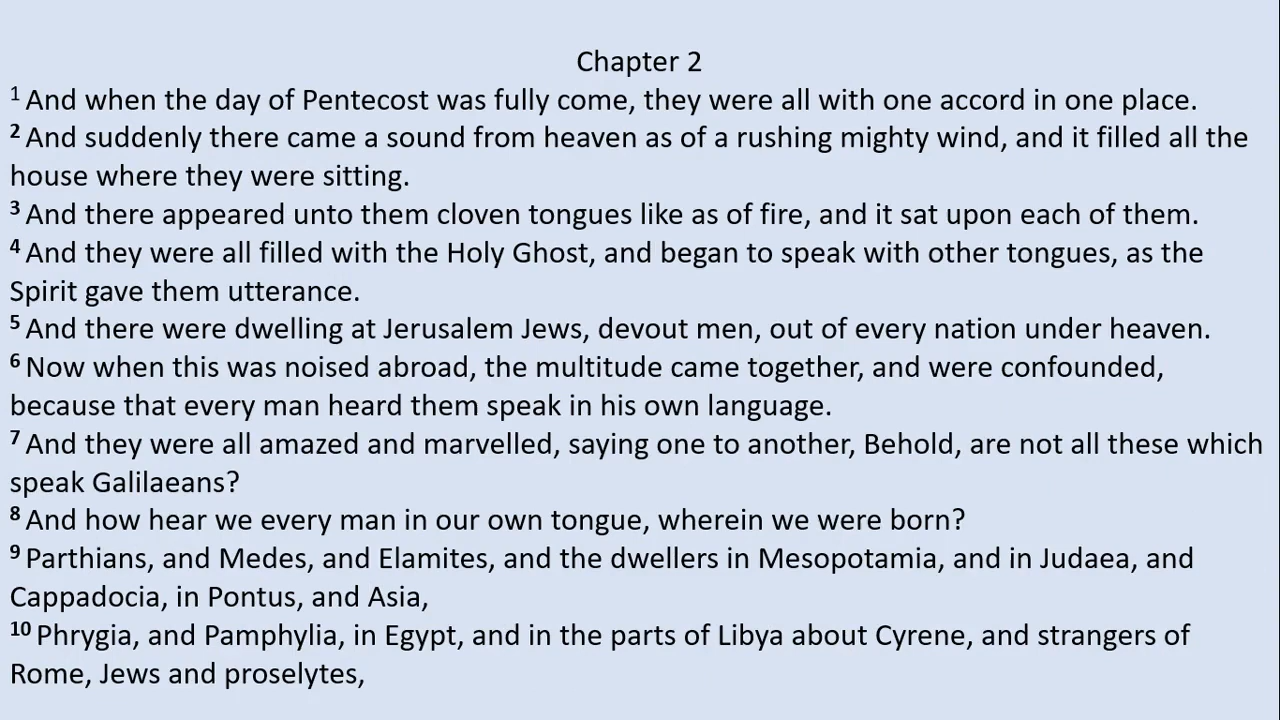 Chapter 2
1 And when the day of Pentecost was fully come, they were all with one accord in one place.
2 And suddenly there came a sound from heaven as of a rushing mighty wind, and it filled all the
house where they were sitting.
3 And there appeared unto them cloven tongues like as of fire, and it sat upon each of them.
4 And they were all filled with the Holy Ghost, and began to speak with other tongues, as the
Spirit gave them utterance.
5 And there were dwelling at Jerusalem Jews, devout men, out of every nation under heaven.
6 Now when this was noised abroad, the multitude came together, and were confounded,
because that every man heard them speak in his own language.
7 And they were all amazed and marvelled, saying one to another, Behold, are not all these which
speak Galilaeans?
8 And how hear we every man in our own tongue, wherein we were born?
9 Parthians, and Medes, and Elamites, and the dwellers in Mesopotamia, and in Judaea, and
Cappadocia, in Pontus, and Asia,
10 Phrygia, and Pamphylia, in Egypt, and in the parts of Libya about Cyrene, and strangers of
Rome, Jews and proselytes,